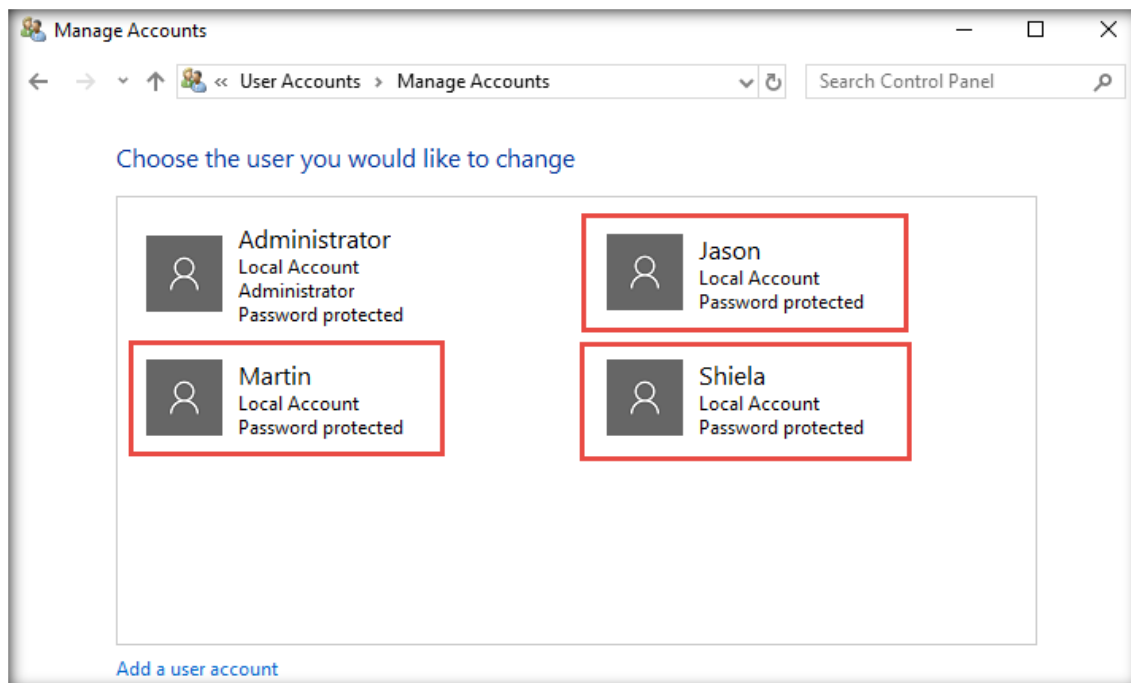 Manage Accounts
« User Accounts › Manage Accounts
Search Control Panel
Choose the user you would like to change
Administrator
Local Account
Administrator
Password protected
Jason
Local Account
Password protected
Martin
Local Account
Password protected
Shiela
Local Account
Password protected
Add a user account